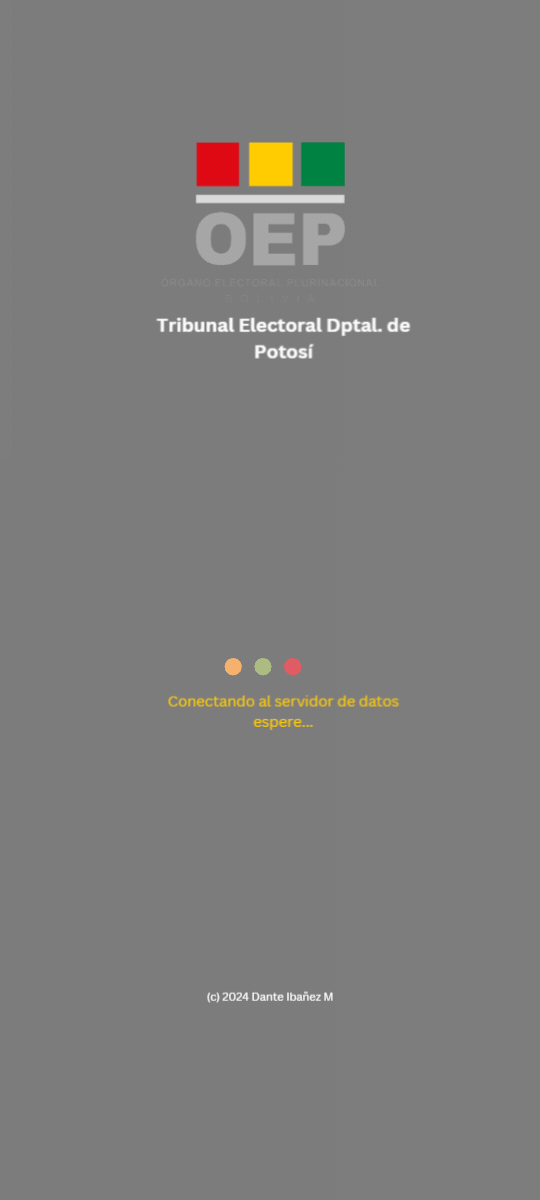 OEP
ORGANO ELECTORAL PLURINACIONAL
BOLIVIA
Tribunal Electoral Dptal. de
Potosí
Conectando al servidor de datos
espere...
(c) 2024 Dante Ibañez M